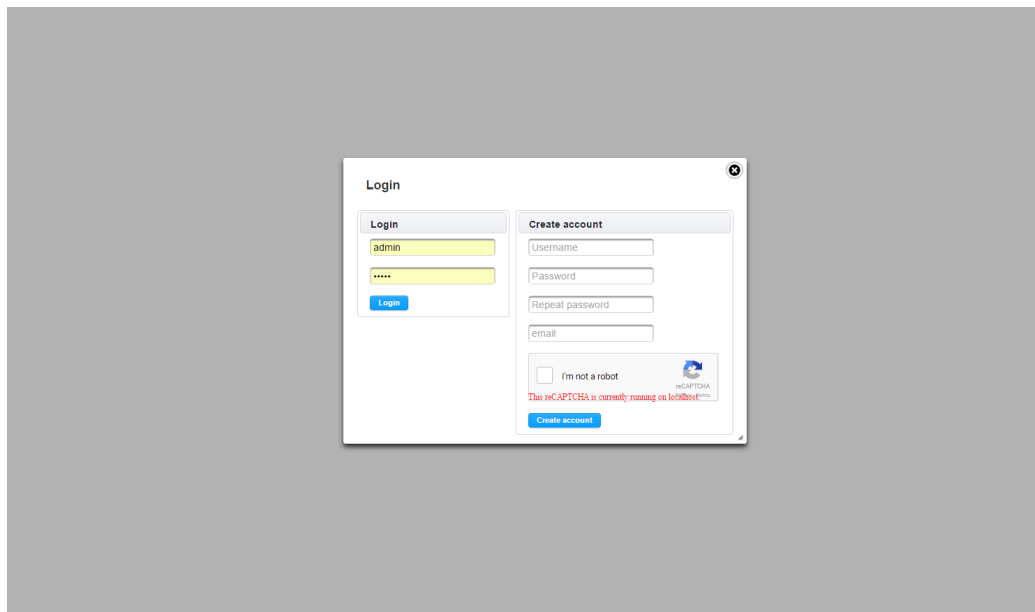 Login
Login
admin
•••••
Login
Create account
Username
Password
Repeat password
email
I'm not a robot
reCAPTCHA
This reCAPTCHA is currently running on localhost.
Create account